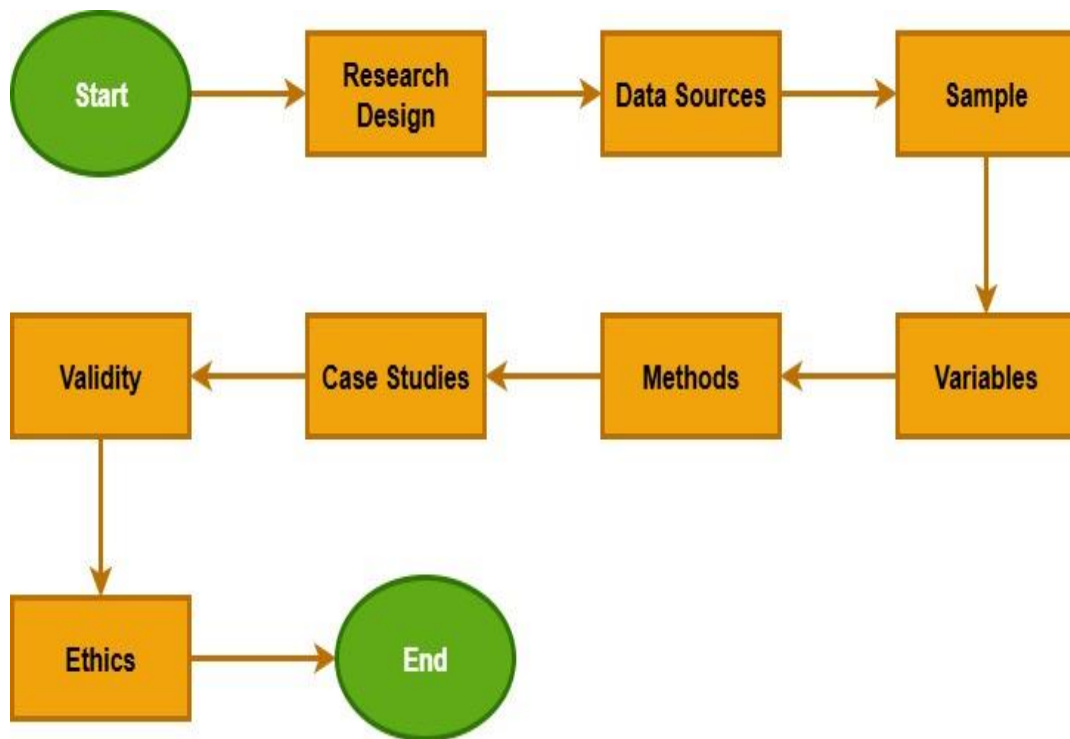 Start
Research
Design
Data Sources
Sample
Variables
Methods
Case Studies
Validity
Ethics
End